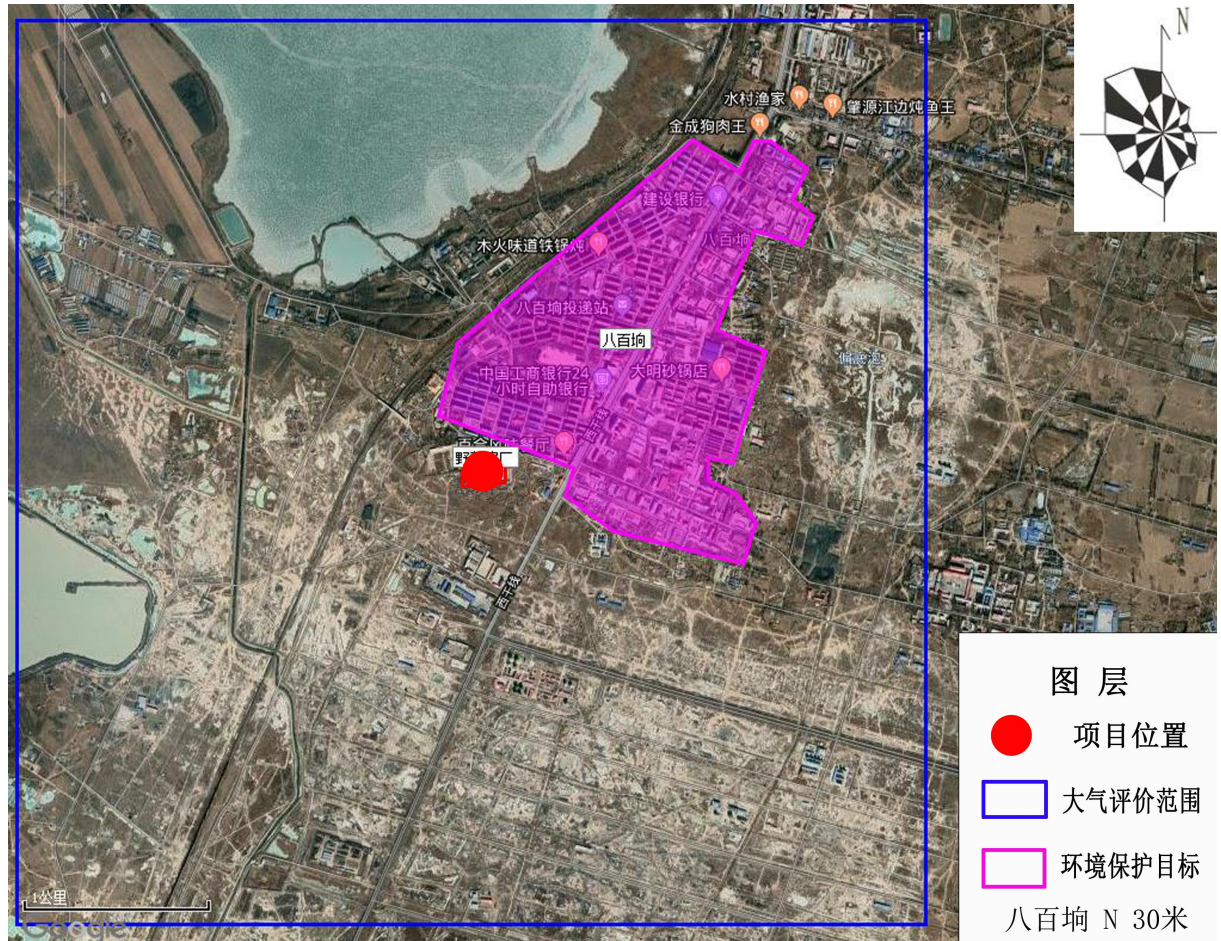 N
水村渔家
肇源江边炖鱼王
金成狗肉王
建设银行
木火味道铁锅炖
八百垧
八百垧投递站
八百垧
中国工商银行24
小时自助银行
大明砂锅店
西干线
西干线
图 层
项目位置
大气评价范围
环境保护目标
八百垧 N 30米
1公里
Google